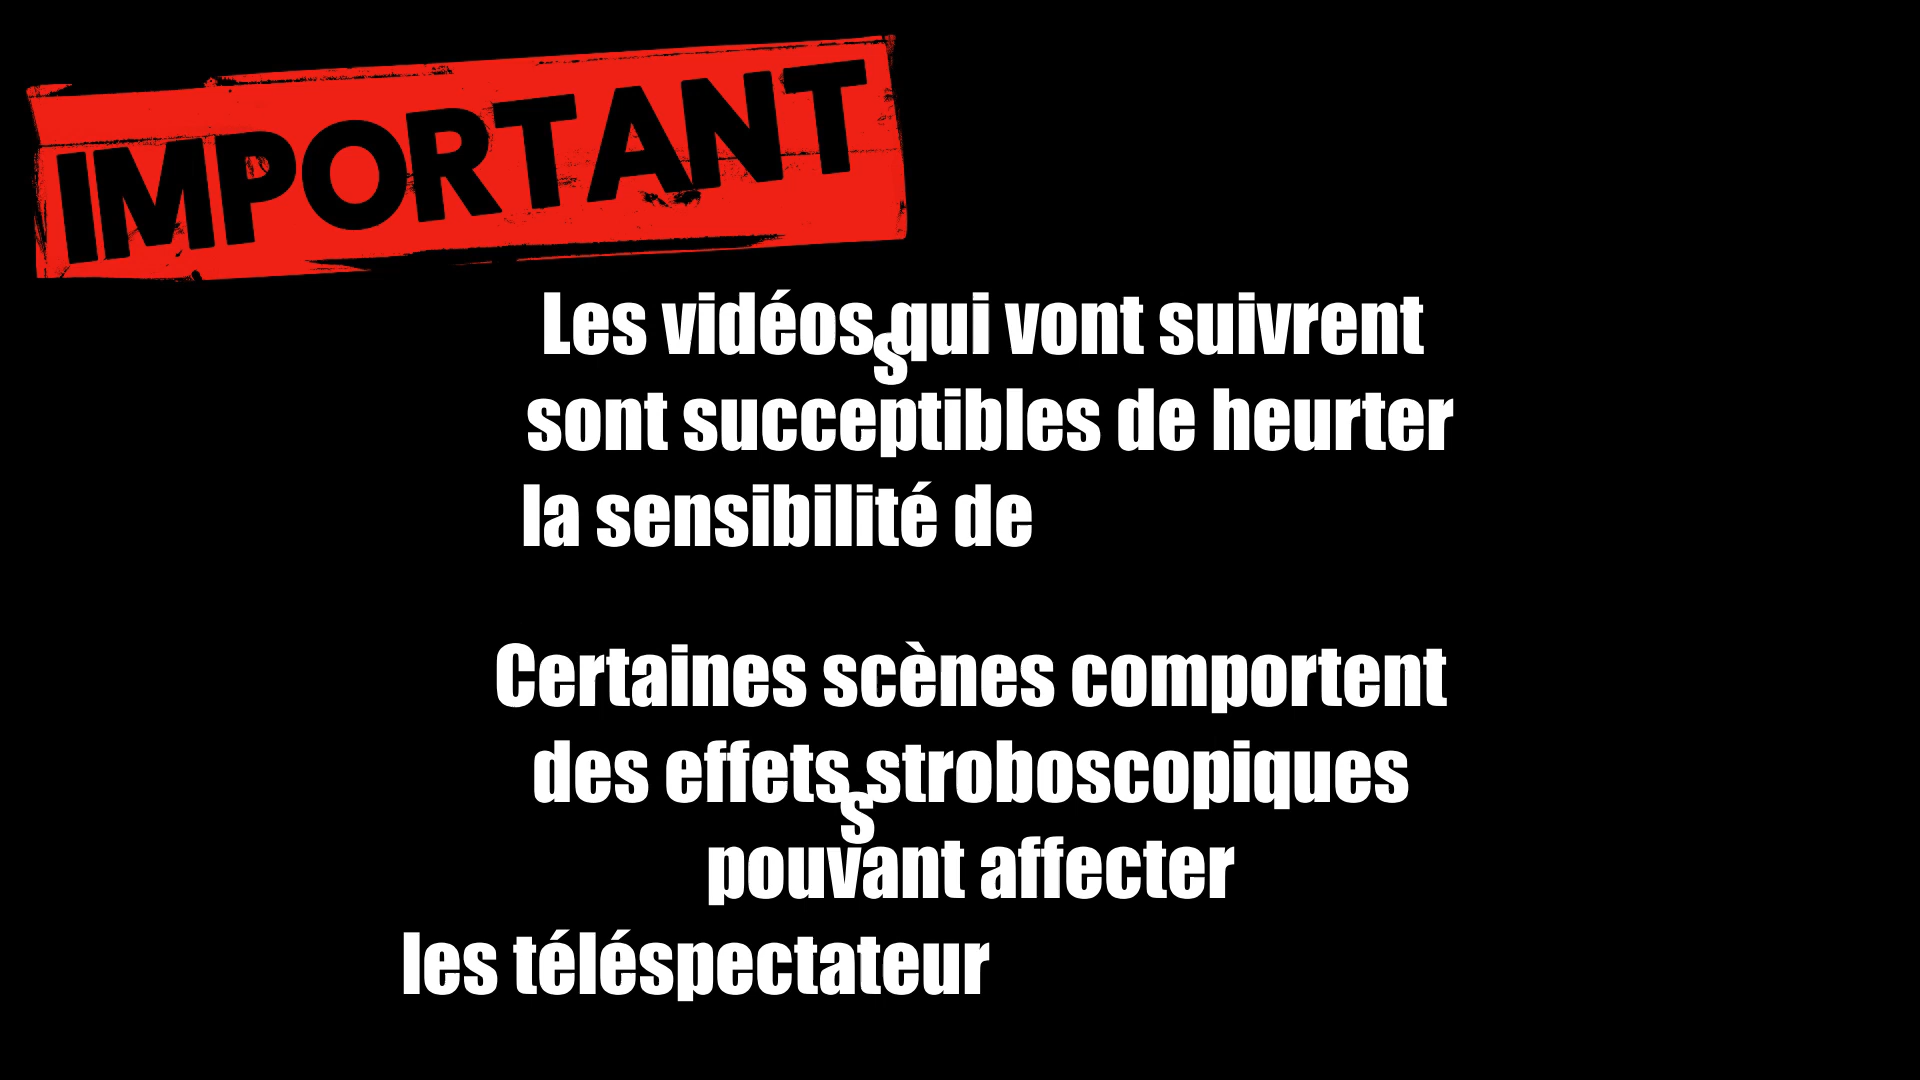 IMPORTANT
Les vidéos qui vont suivrent
s
sont succeptibles de heurter
la sensibilité de
Certaines scènes comportent
des effets stroboscopiques
s
pouvant affecter
les téléspectateur